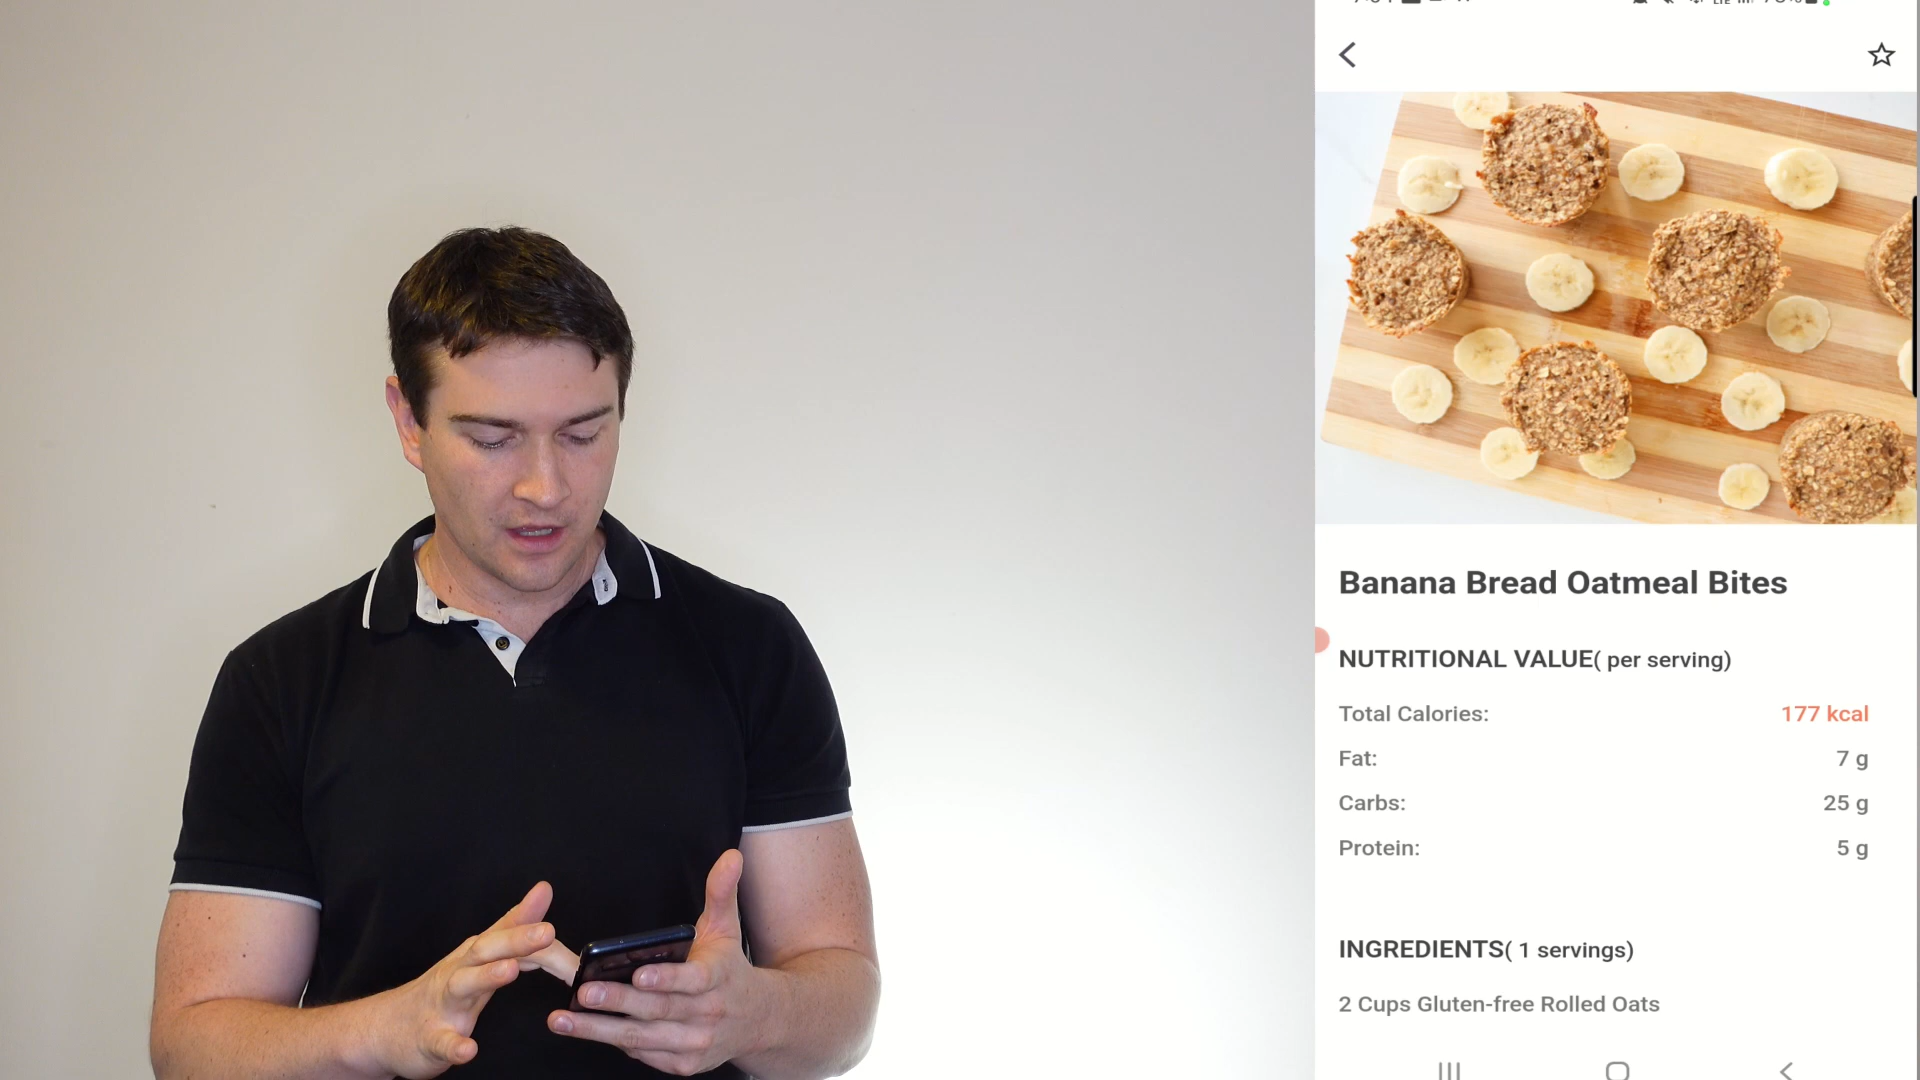 Banana Bread Oatmeal Bites
NUTRITIONAL VALUE( per serving)
Total Calories: 177 kcal
Fat: 7 g
Carbs: 25 g
Protein: 5 g
INGREDIENTS( 1 servings)
2 Cups Gluten-free Rolled Oats